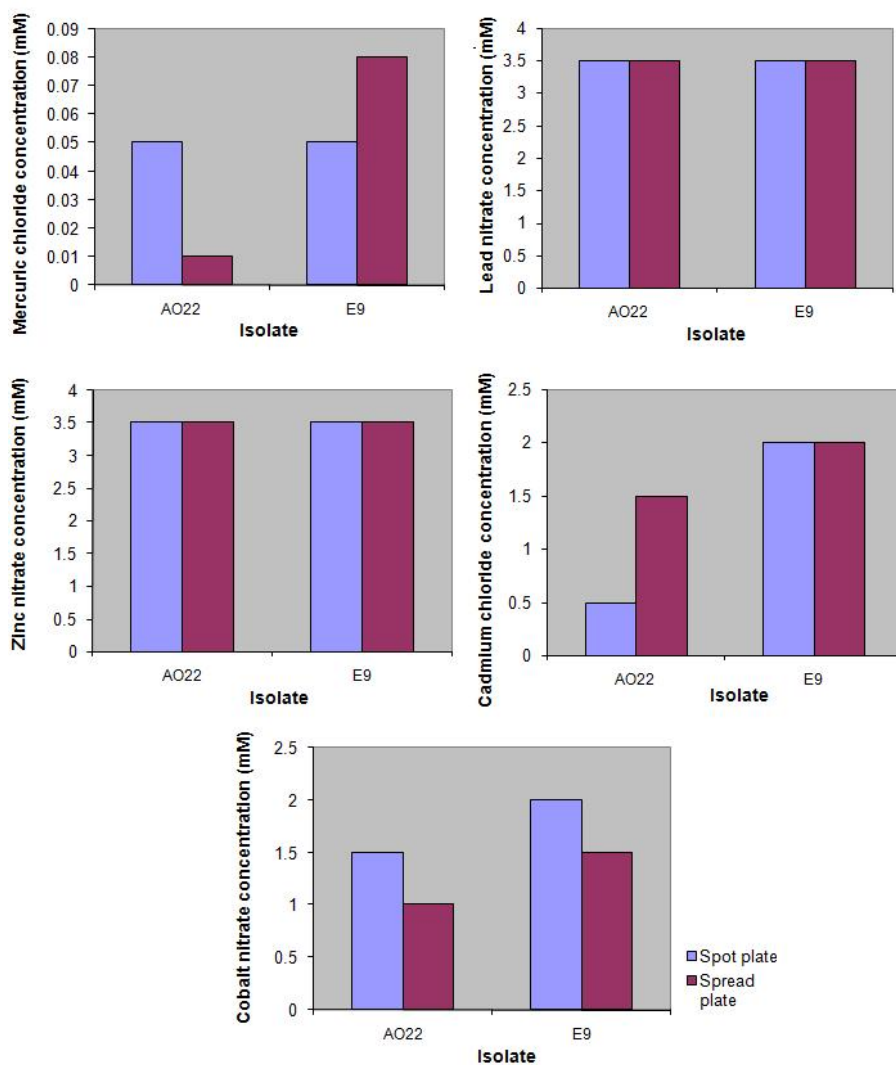 Mercuric chloride concentration (mM)
0.09
0.08
0.07
0.06
0.05
0.04
0.03
0.02
0.01
0
AO22
E9
Isolate
Lead nitrate concentration (mM)
4
3.5
3
2.5
2
1.5
1
0.5
0
AO22
E9
Isolate
Zinc nitrate concentration (mM)
4
3.5
3
2.5
2
1.5
1
0.5
0
AO22
E9
Isolate
Cadmium chloride concentration (mM)
2.5
2
1.5
1
0.5
0
AO22
E9
Isolate
Cobalt nitrate concentration (mM)
2.5
2
1.5
1
0.5
0
AO22
E9
Isolate
Spot plate
Spread
plate